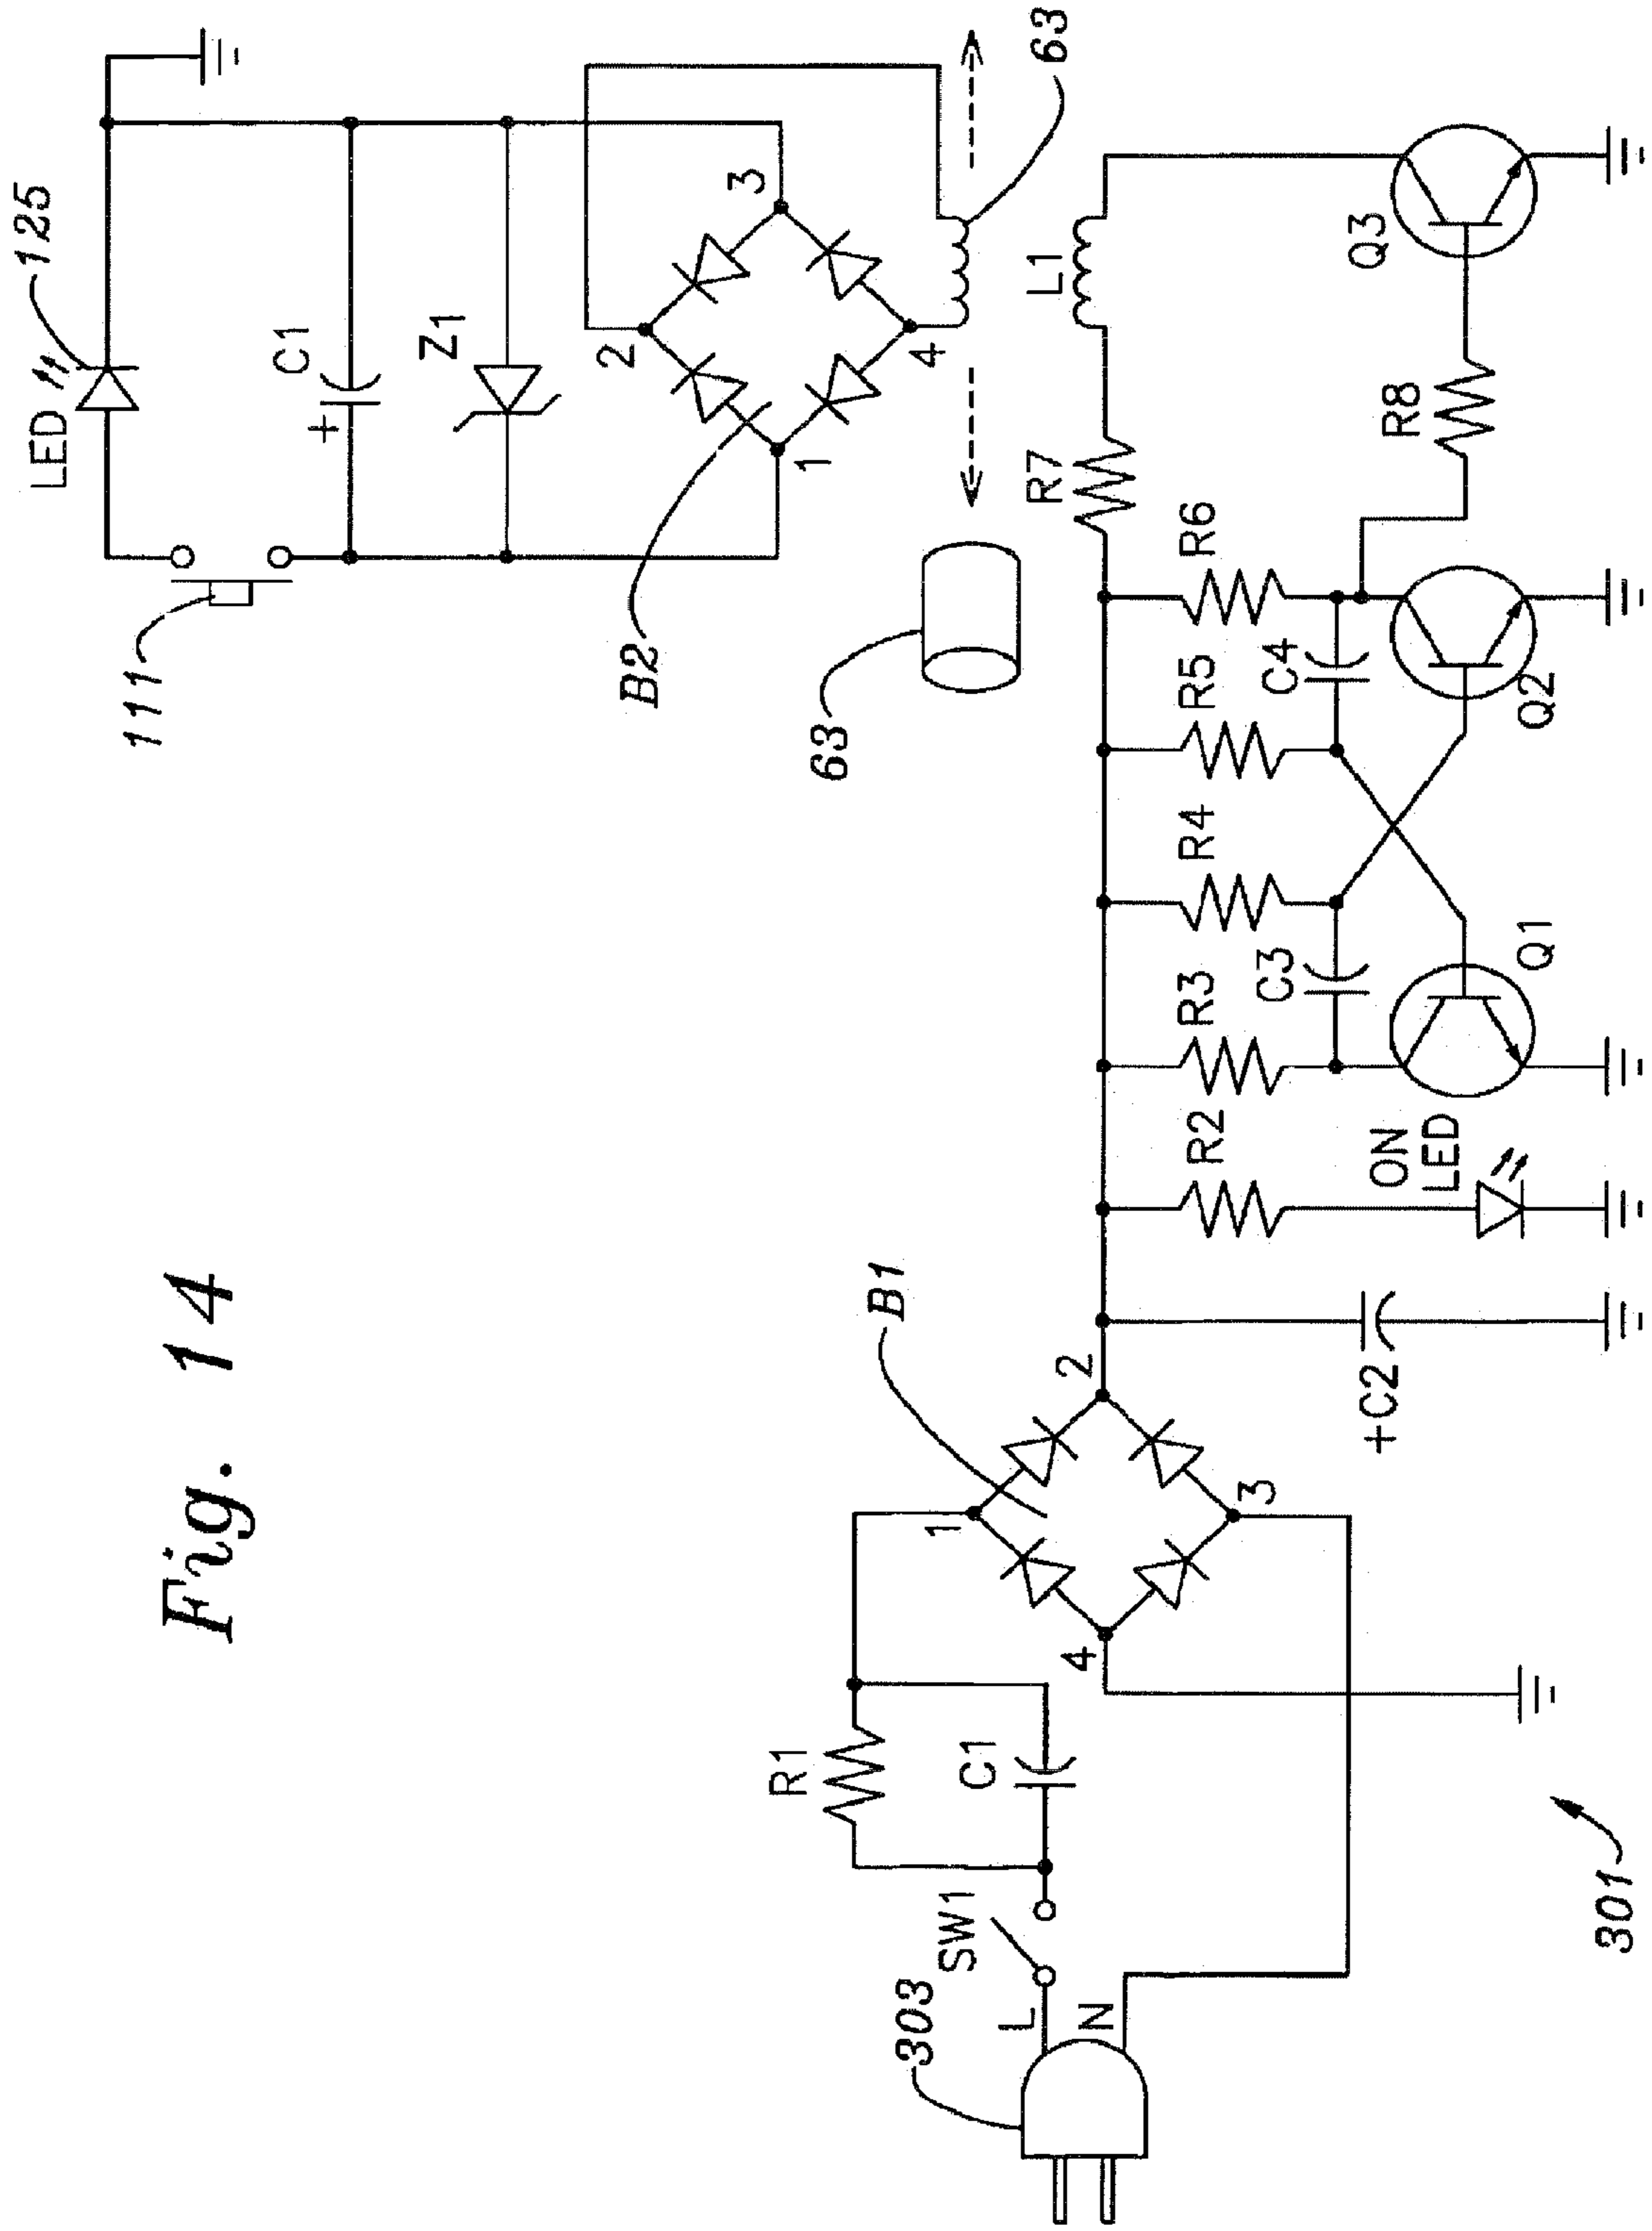 LED
125
111
C1
+
Z1
2
3
B2
1
4
63
63
Fig. 14
B1
R7
L1
R1
1
2
SW1
C1
4
3
303
L
N
R2
R3
R4
R5
R6
C3
C4
+C2
ON
LED
Q1
Q2
R8
Q3
301